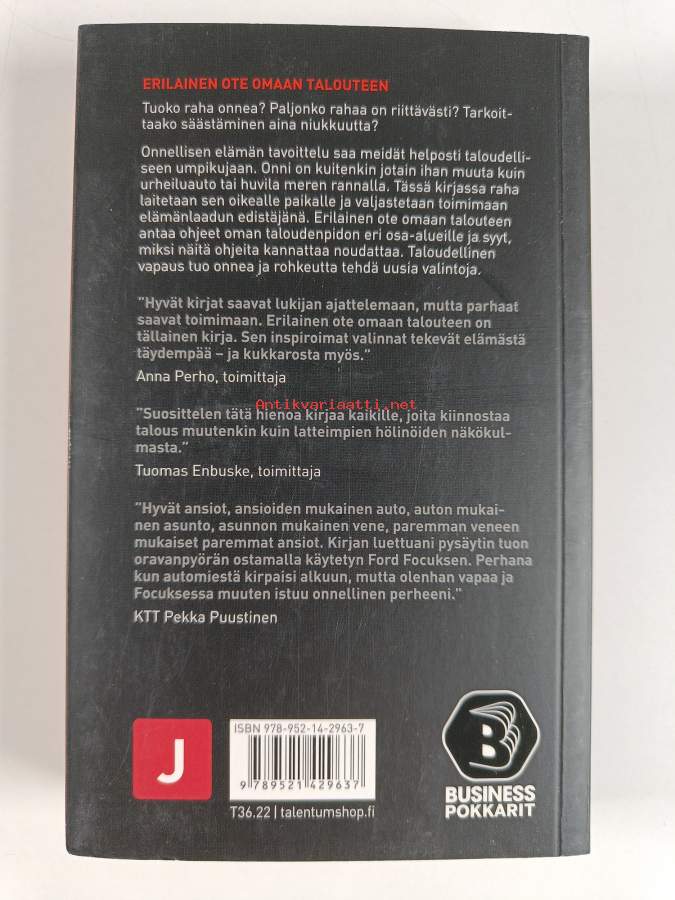 ERILAINEN OTE OMAAN TALOUTEEN
Tuoko raha onnea? Paljonko rahaa on riittävästi? Tarkoit-
taako säästäminen aina niukkuutta?
Onnellisen elämän tavoittelu saa meidät helposti taloudelli-
seen umpikujaan. Onni on kuitenkin jotain ihan muuta kuin
urheiluauto tai huvila meren rannalla. Tässä kirjassa raha
laitetaan sen oikealle paikalle ja valjastetaan toimimaan
elämänlaadun edistäjänä. Erilainen ote omaan talouteen
antaa ohjeet oman taloudenpidon eri osa-alueille ja syyt,
miksi näitä ohjeita kannattaa noudattaa. Taloudellinen
vapaus tuo onnea ja rohkeutta tehdä uusia valintoja.
"Hyvät kirjat saavat lukijan ajattelemaan, mutta parhaat
saavat toimimaan. Erilainen ote omaan talouteen on
tällainen kirja. Sen inspiroimat valinnat tekevät elämästä
täydempää – ja kukkarosta myös."
Anna Perho, toimittaja
Antikvariaatti.net
"Suosittelen tätä hienoa kirjaa kaikille, joita kiinnostaa
talous muutenkin kuin latteimpien hölinöiden näkökul-
masta."
Tuomas Enbuske, toimittaja
"Hyvät ansiot, ansioiden mukainen auto, auton mukai-
nen asunto, asunnon mukainen vene, paremman veneen
mukaiset paremmat ansiot. Kirjan luettuani pysäytin tuon
oravanpyörän ostamalla käytetyn Ford Focuksen. Perhana
kun automiestä kirpaisi alkuun, mutta olenhan vapaa ja
Focuksessa muuten istuu onnellinen perheeni."
KTT Pekka Puustinen
J
ISBN 978-952-14-2963-7
9 789521 429637
T36.22 | talentumshop.fi
B
BUSINESS
POKKARIT